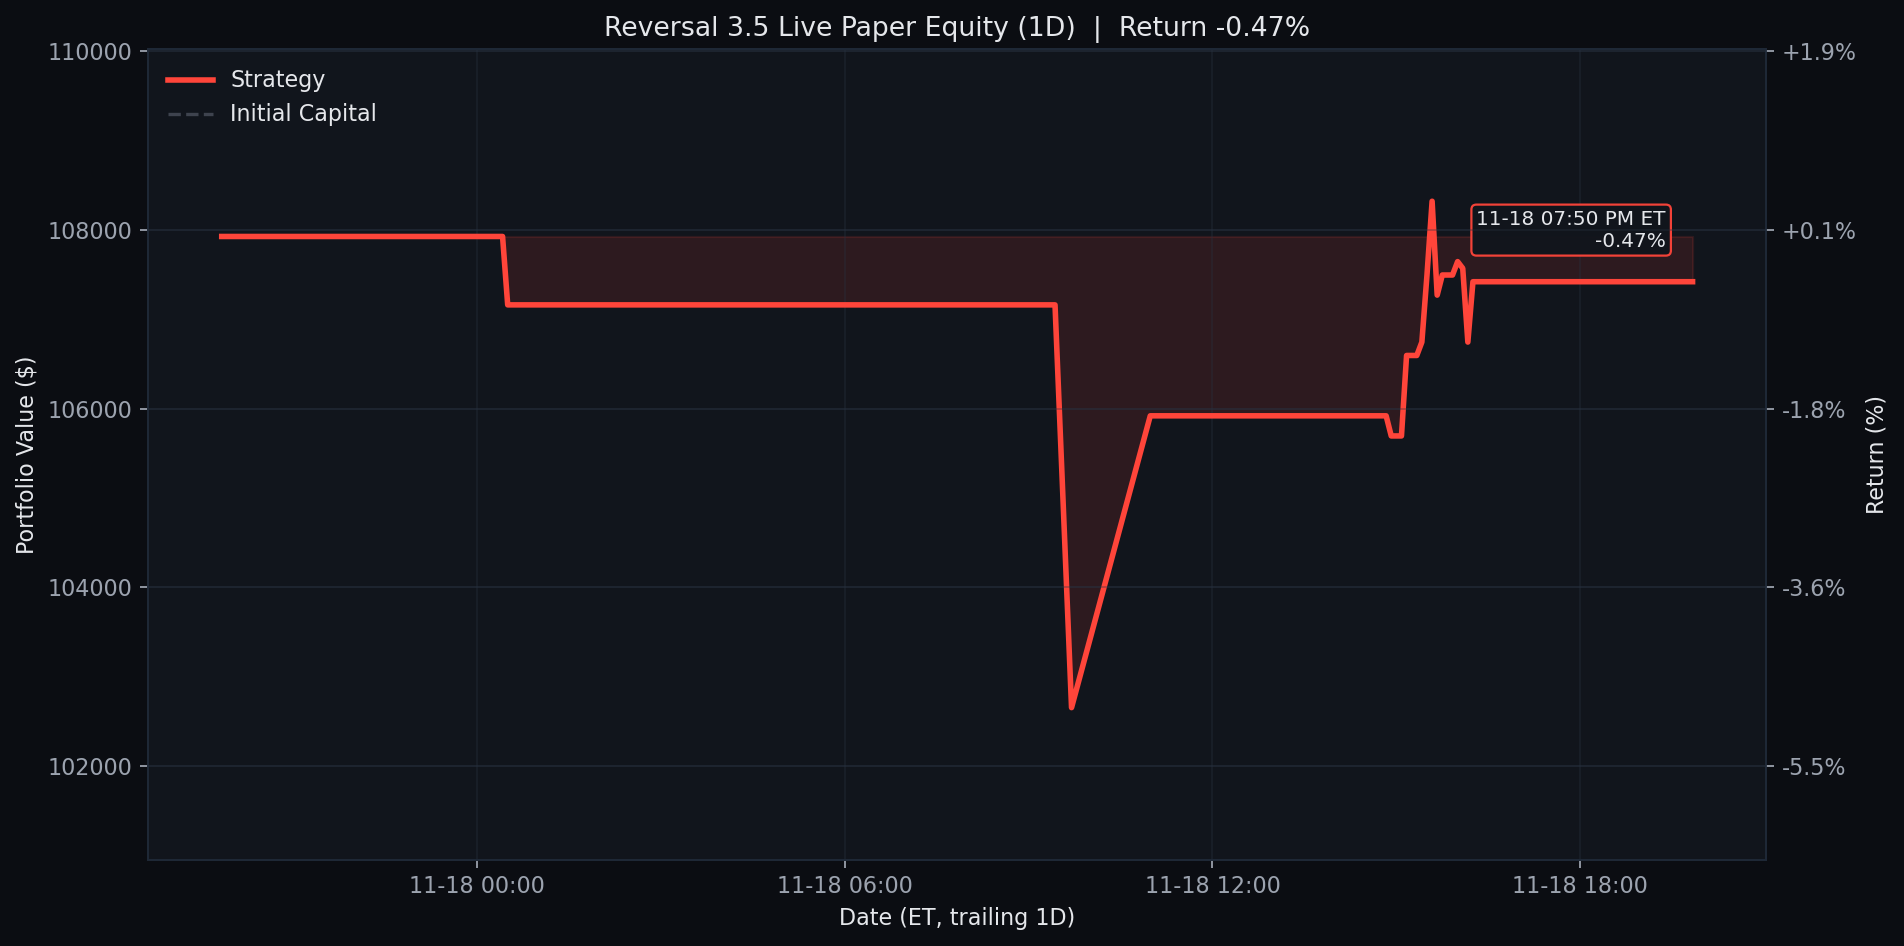 Reversal 3.5 Live Paper Equity (1D)  |  Return -0.47%
Strategy
Initial Capital
11-18 07:50 PM ET
-0.47%
Portfolio Value ($)
110000
108000
106000
104000
102000
+1.9%
+0.1%
-1.8%
-3.6%
-5.5%
Return (%)
11-18 00:00
11-18 06:00
11-18 12:00
11-18 18:00
Date (ET, trailing 1D)